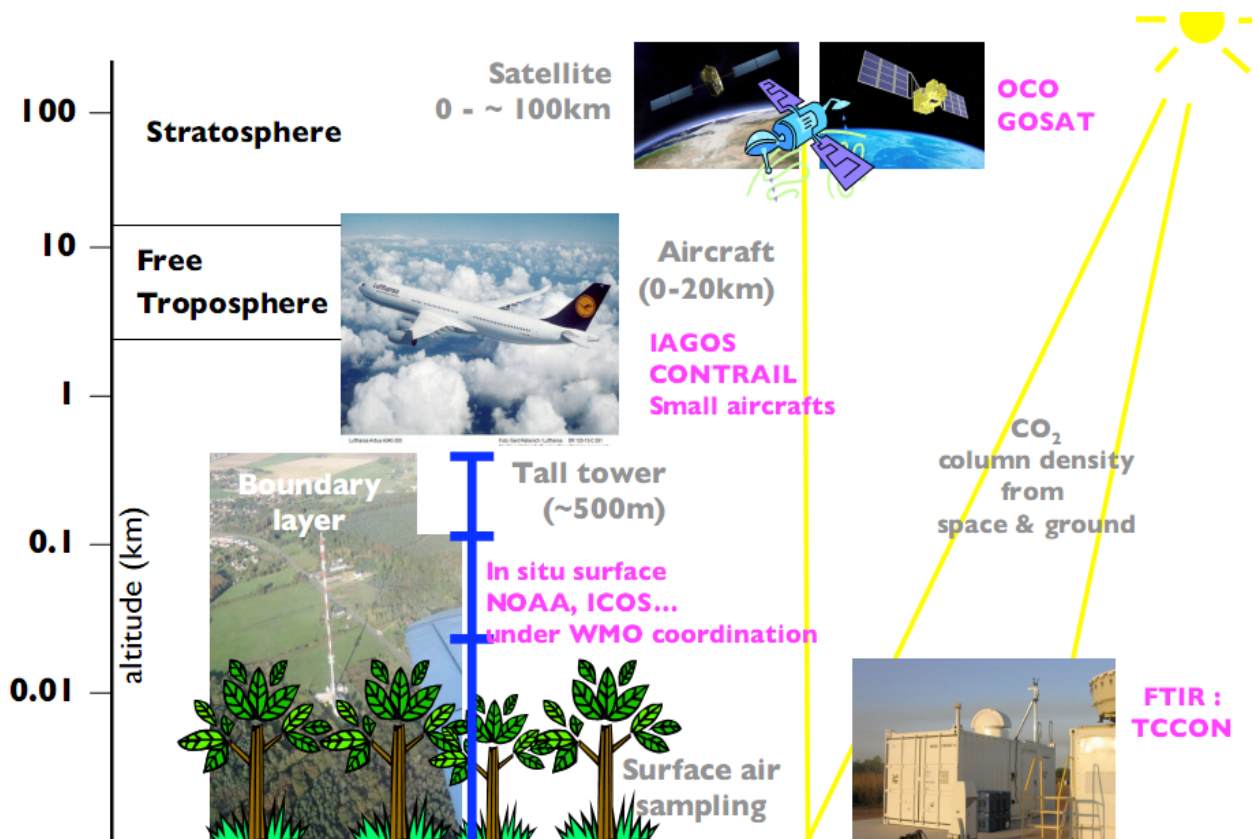 Satellite
0 - ~ 100km
OCO
GOSAT
100
Stratosphere
10
Free
Troposphere
Lufthansa
Aircraft
(0-20km)
IAGOS
CONTRAIL
Small aircrafts
1
CO2
column density
from
space & ground
Boundary
layer
Tall tower
(~500m)
0.1
altitude (km)
In situ surface
NOAA, ICOS...
under WMO coordination
0.01
FTIR :
TCCON
Surface air
sampling